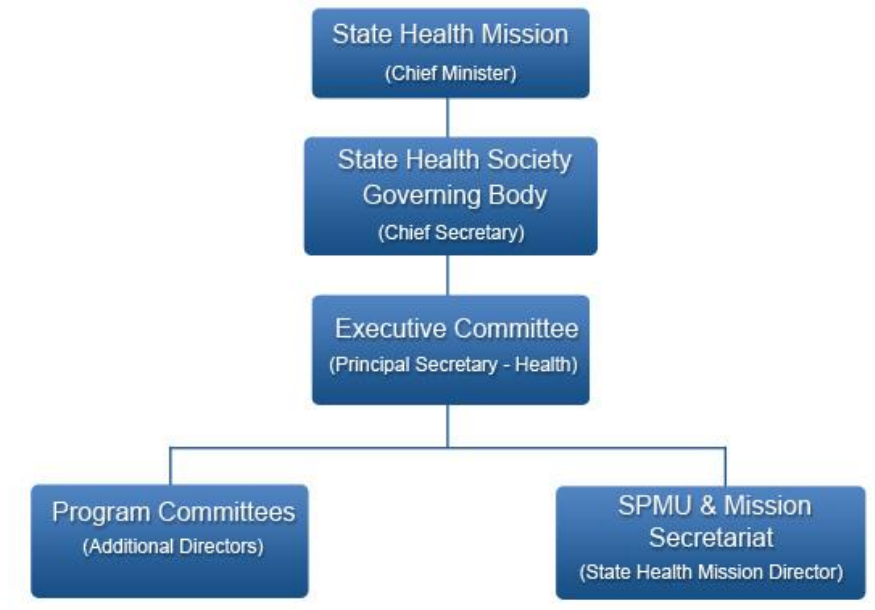 State Health Mission
(Chief Minister)
State Health Society
Governing Body
(Chief Secretary)
Executive Committee
(Principal Secretary - Health)
Program Committees
(Additional Directors)
SPMU & Mission
Secretariat
(State Health Mission Director)